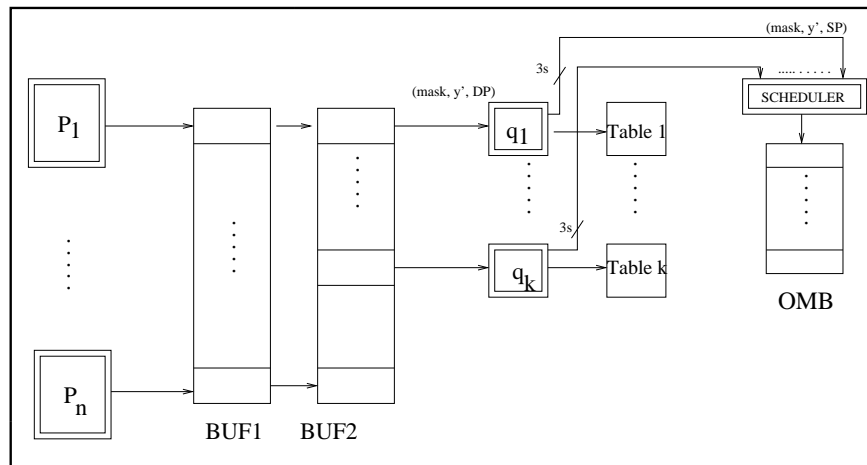 (mask, y', SP)
3s
..... . . . . .
SCHEDULER
(mask, y', DP)
P1
q1
Table 1
3s
qk
Table k
OMB
Pn
BUF1
BUF2